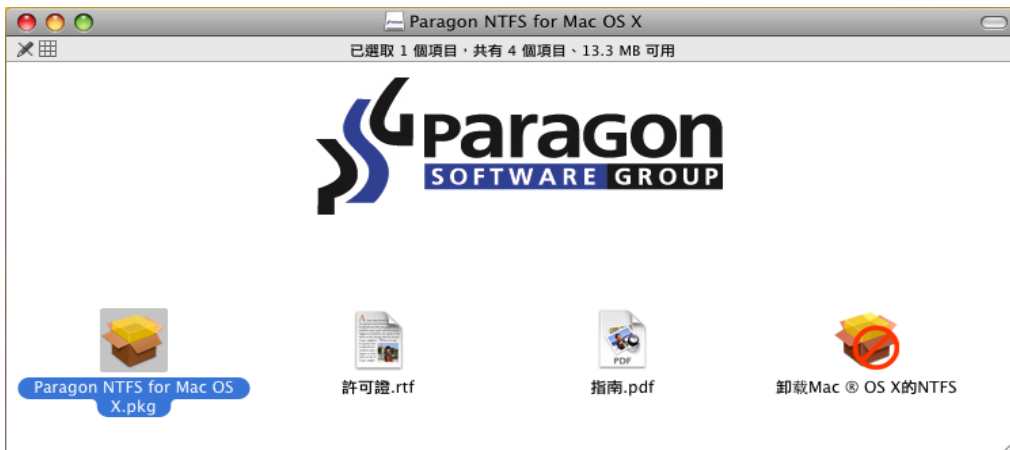 Paragon NTFS for Mac OS X
已選取 1 個項目，共有 4 個項目、13.3 MB 可用
Paragon
SOFTWARE GROUP
Paragon NTFS for Mac OS
X.pkg
許可證.rtf
PDF
指南.pdf
卸载Mac ® OS X的NTFS